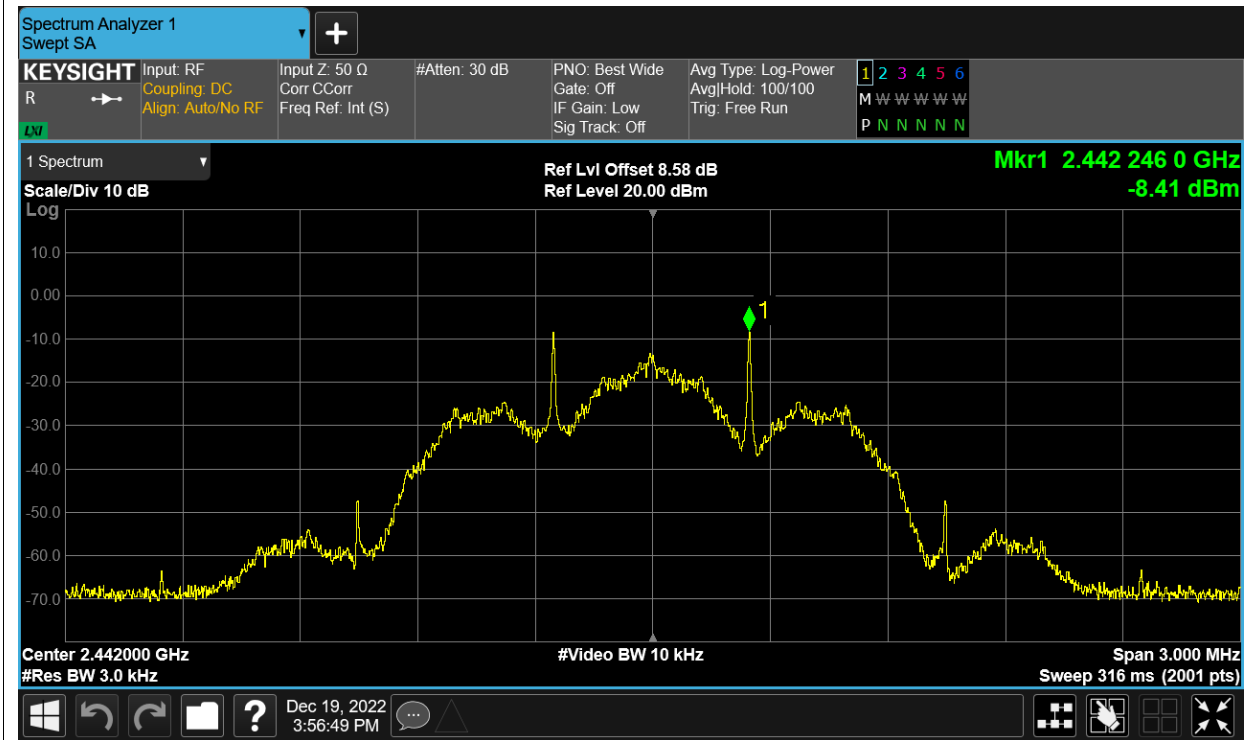 Spectrum Analyzer 1
Swept SA
+
KEYSIGHT
R
LXI
Input: RF
Coupling: DC
Align: Auto/No RF
Input Z: 50 Ω
Corr CCorr
Freq Ref: Int (S)
#Atten: 30 dB
PNO: Best Wide
Gate: Off
IF Gain: Low
Sig Track: Off
Avg Type: Log-Power
Avg|Hold: 100/100
Trig: Free Run
1 2 3 4 5 6
M W W W W W
P N N N N N
1 Spectrum
Scale/Div 10 dB
Log
Ref Lvl Offset 8.58 dB
Ref Level 20.00 dBm
Mkr1 2.442 246 0 GHz
-8.41 dBm
10.0
0.00
-10.0
-20.0
-30.0
-40.0
-50.0
-60.0
-70.0
1
Center 2.442000 GHz
#Res BW 3.0 kHz
#Video BW 10 kHz
Span 3.000 MHz
Sweep 316 ms (2001 pts)
?
Dec 19, 2022
3:56:49 PM